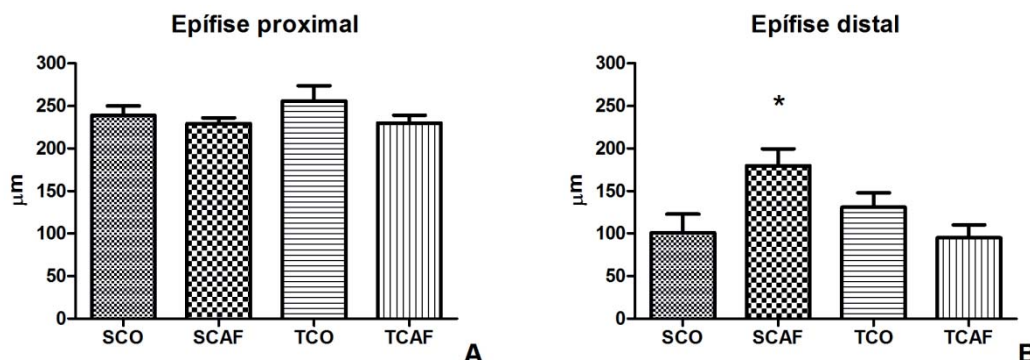 Epífise proximal
300
250
200
150
100
50
0
µm
SCO SCAF TCO TCAF
A
Epífise distal
300
250
200
150
100
50
0
µm
*
SCO SCAF TCO TCAF